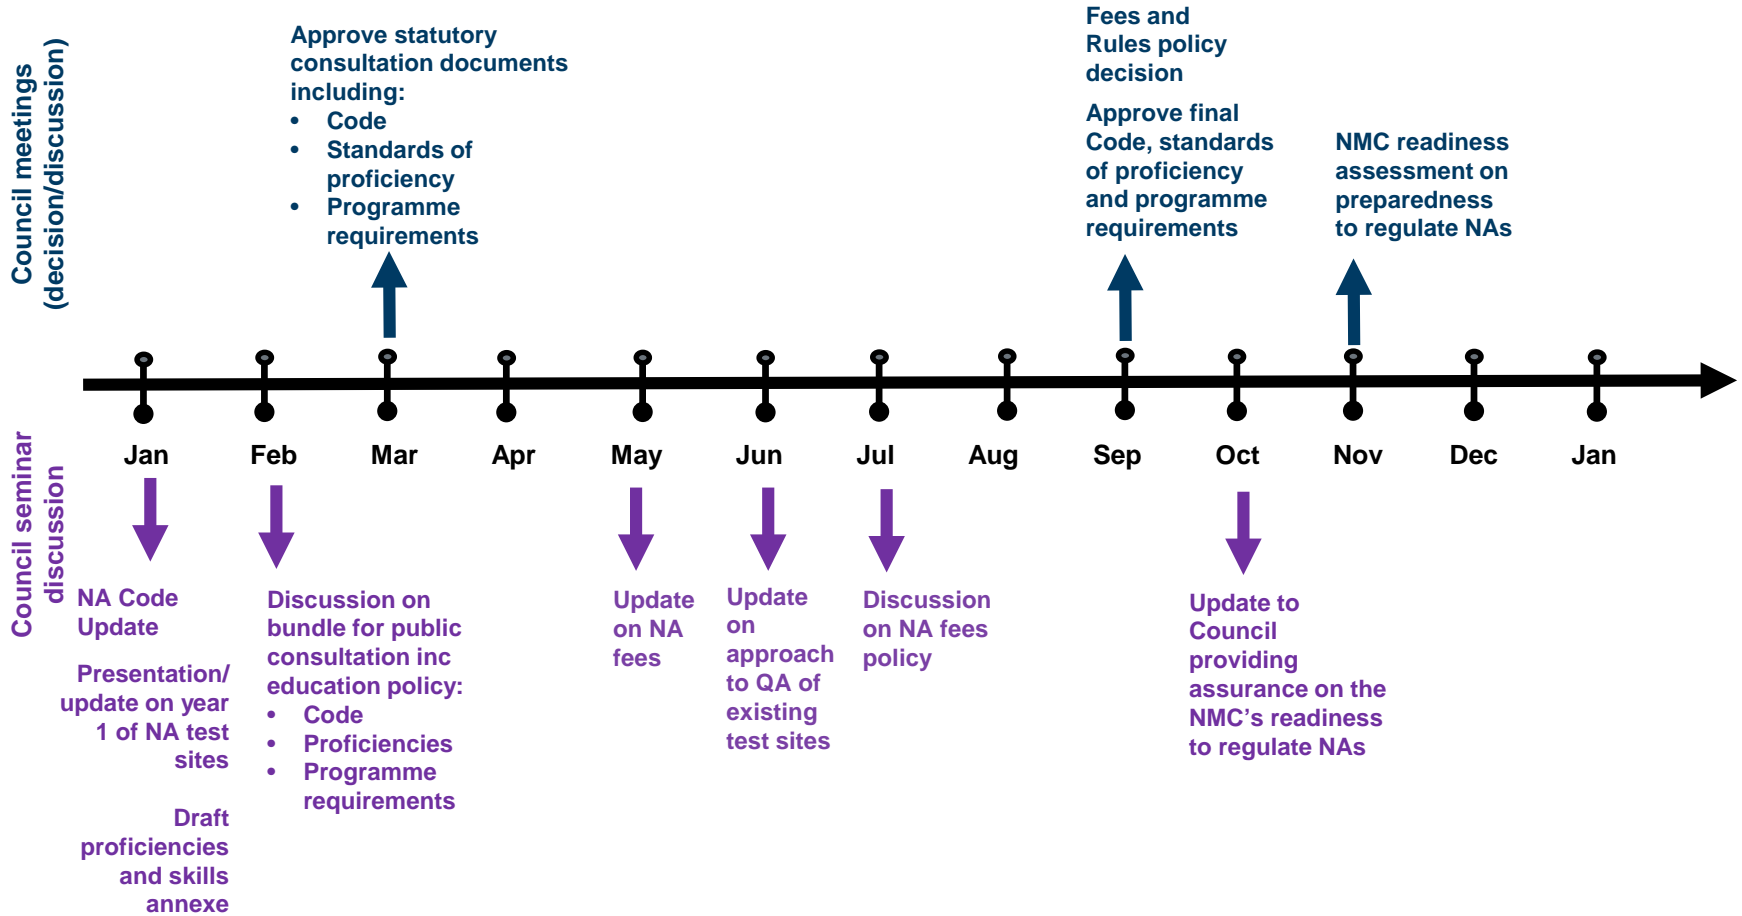 Council meetings
(decision/discussion)
Approve statutory
consultation documents
including:
• Code
• Standards of
proficiency
• Programme
requirements
Fees and
Rules policy
decision
Approve final
Code, standards
of proficiency
and programme
requirements
NMC readiness
assessment on
preparedness
to regulate NAs
Jan Feb Mar Apr May Jun Jul Aug Sep Oct Nov Dec Jan
Council seminar
discussion
NA Code
Update
Presentation/
update on year
1 of NA test
sites
Draft
proficiencies
and skills
annexe
Discussion on
bundle for public
consultation inc
education policy:
• Code
• Proficiencies
• Programme
requirements
Update
on NA
fees
Update
on
approach
to QA of
existing
test sites
Discussion
on NA fees
policy
Update to
Council
providing
assurance on the
NMC’s readiness
to regulate NAs